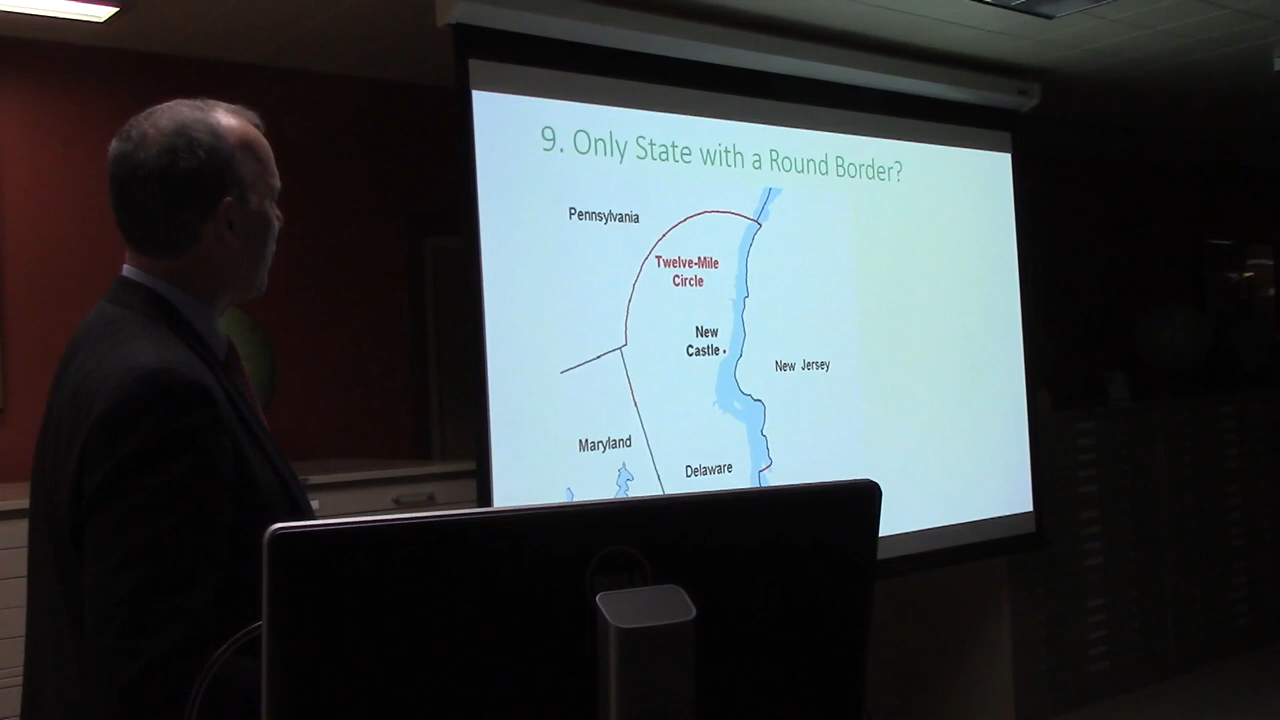 9. Only State with a Round Border?
Pennsylvania
Twelve-Mile
Circle
New
Castle
New Jersey
Maryland
Delaware